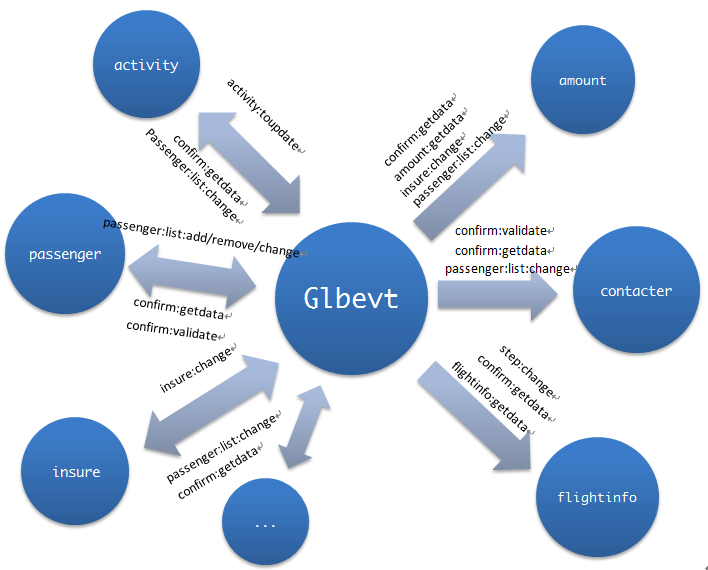 activity
activity:toupdate
confirm:getdata
Passenger:list:change
amount
confirm:getdata
amount:getdata
insure:change
passenger:list:change
passenger
passenger:list:add/remove/change
confirm:getdata
confirm:validate
Glbevt
confirm:validate
confirm:getdata
passenger:list:change
contacter
insure:change
passenger:list:change
confirm:getdata
insure
...
step:change
confirm:getdata
flightinfo:getdata
flightinfo